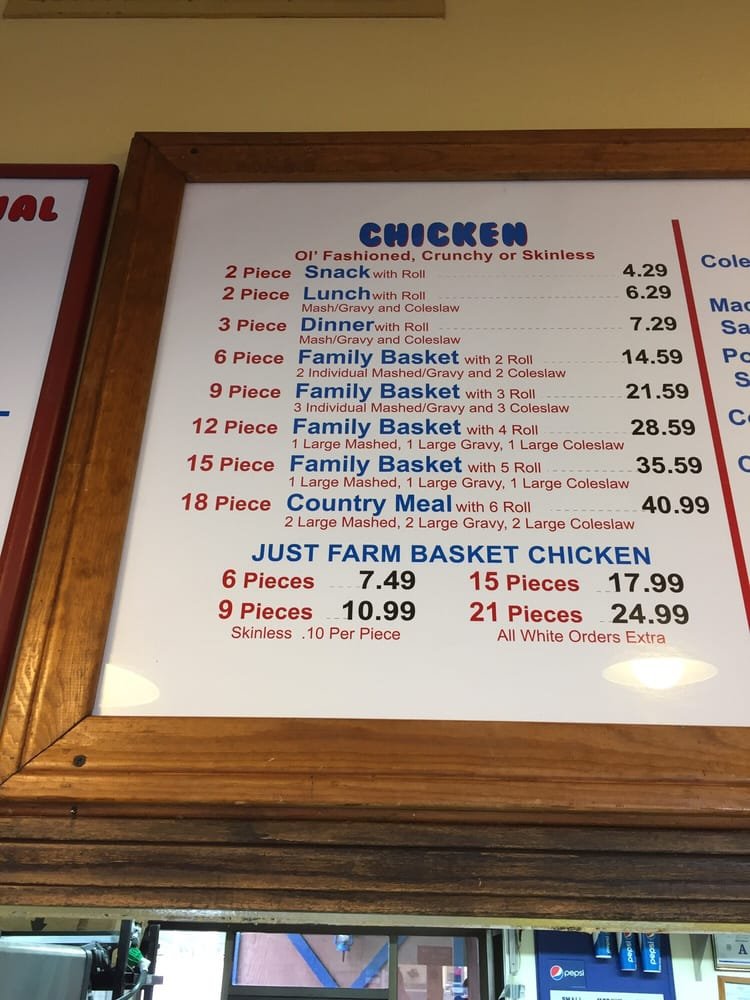 CHICKEN
Ol' Fashioned, Crunchy or Skinless
2 Piece Snack with Roll 4.29
2 Piece Lunch with Roll 6.29
Mash/Gravy and Coleslaw
3 Piece Dinner with Roll 7.29
Mash/Gravy and Coleslaw
6 Piece Family Basket with 2 Roll 14.59
2 Individual Mashed/Gravy and 2 Coleslaw
9 Piece Family Basket with 3 Roll 21.59
3 Individual Mashed/Gravy and 3 Coleslaw
12 Piece Family Basket with 4 Roll 28.59
1 Large Mashed, 1 Large Gravy, 1 Large Coleslaw
15 Piece Family Basket with 5 Roll 35.59
1 Large Mashed, 1 Large Gravy, 1 Large Coleslaw
18 Piece Country Meal with 6 Roll 40.99
2 Large Mashed, 2 Large Gravy, 2 Large Coleslaw
JUST FARM BASKET CHICKEN
6 Pieces 7.49 15 Pieces 17.99
9 Pieces 10.99 21 Pieces 24.99
Skinless .10 Per Piece All White Orders Extra
pepsi
pepsi
pepsi